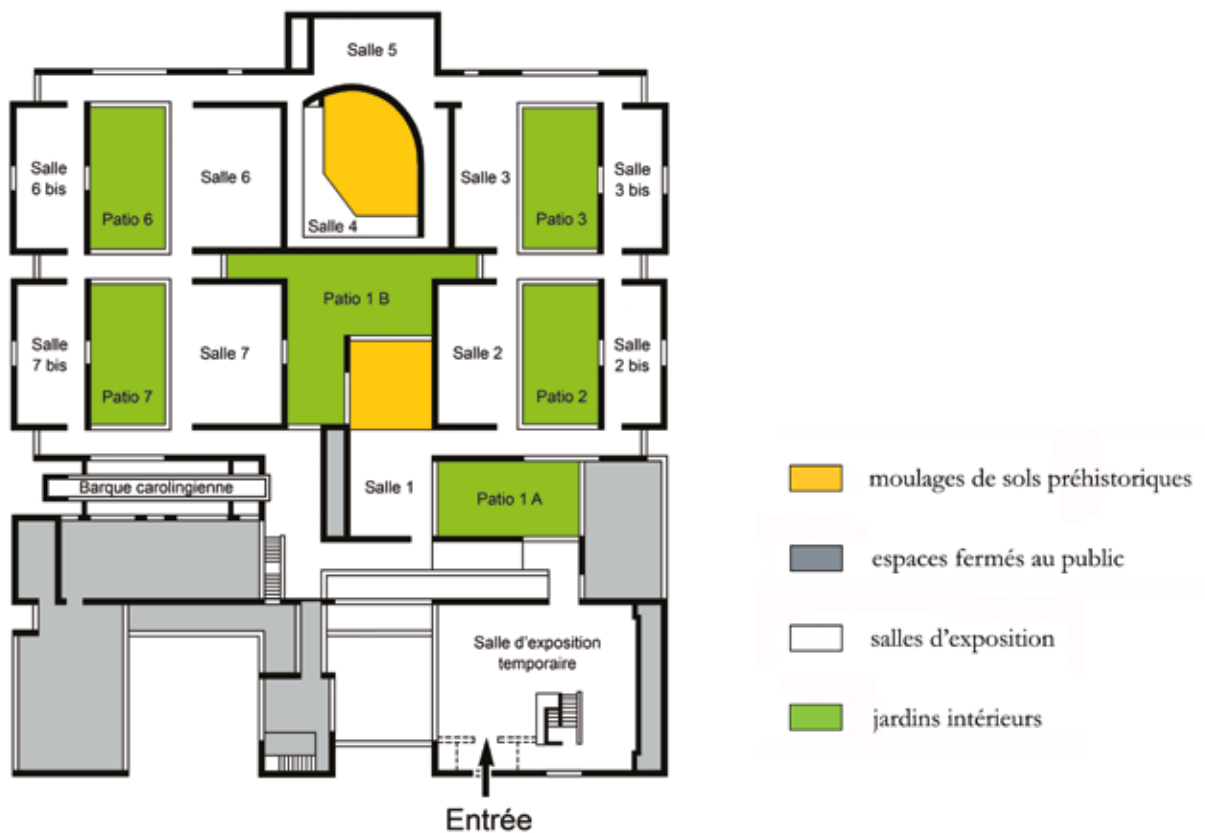 Salle 5
Salle
6 bis
Salle 6
Salle 3
Salle
3 bis
Patio 6
Salle 4
Patio 3
Patio 1 B
Salle
7 bis
Salle 7
Salle 2
Salle
2 bis
Patio 7
Patio 2
Barque carolingienne
Salle 1
Patio 1 A
Salle d'exposition
temporaire
Entrée
moulages de sols préhistoriques
espaces fermés au public
salles d'exposition
jardins intérieurs